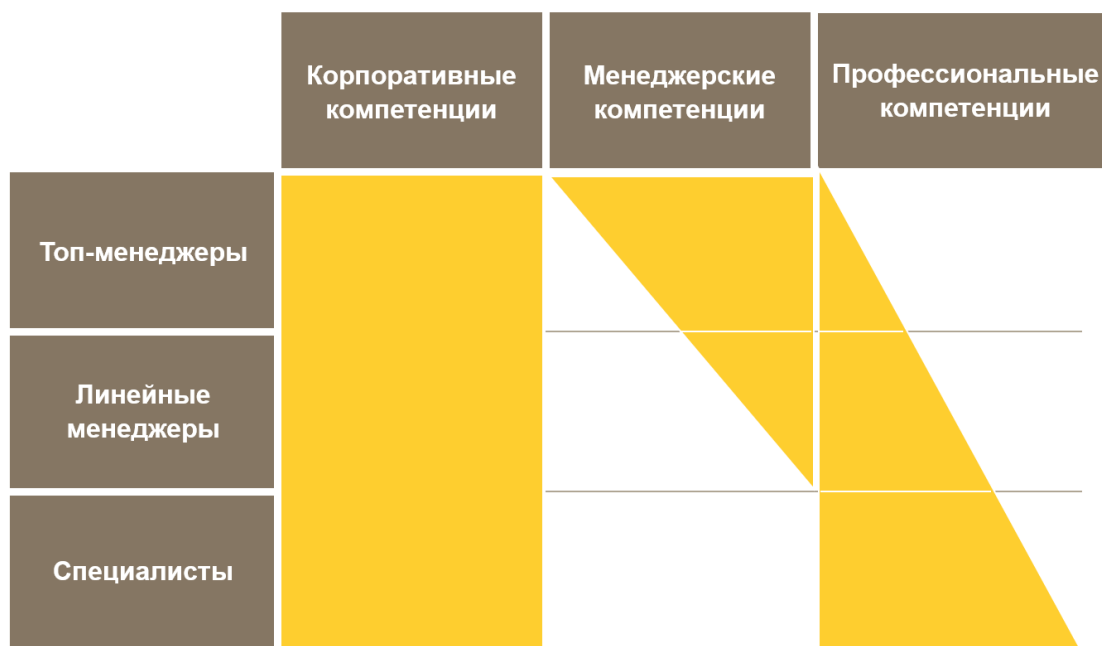 Корпоративные
компетенции
Менеджерские
компетенции
Профессиональные
компетенции
Топ-менеджеры
Линейные
менеджеры
Специалисты